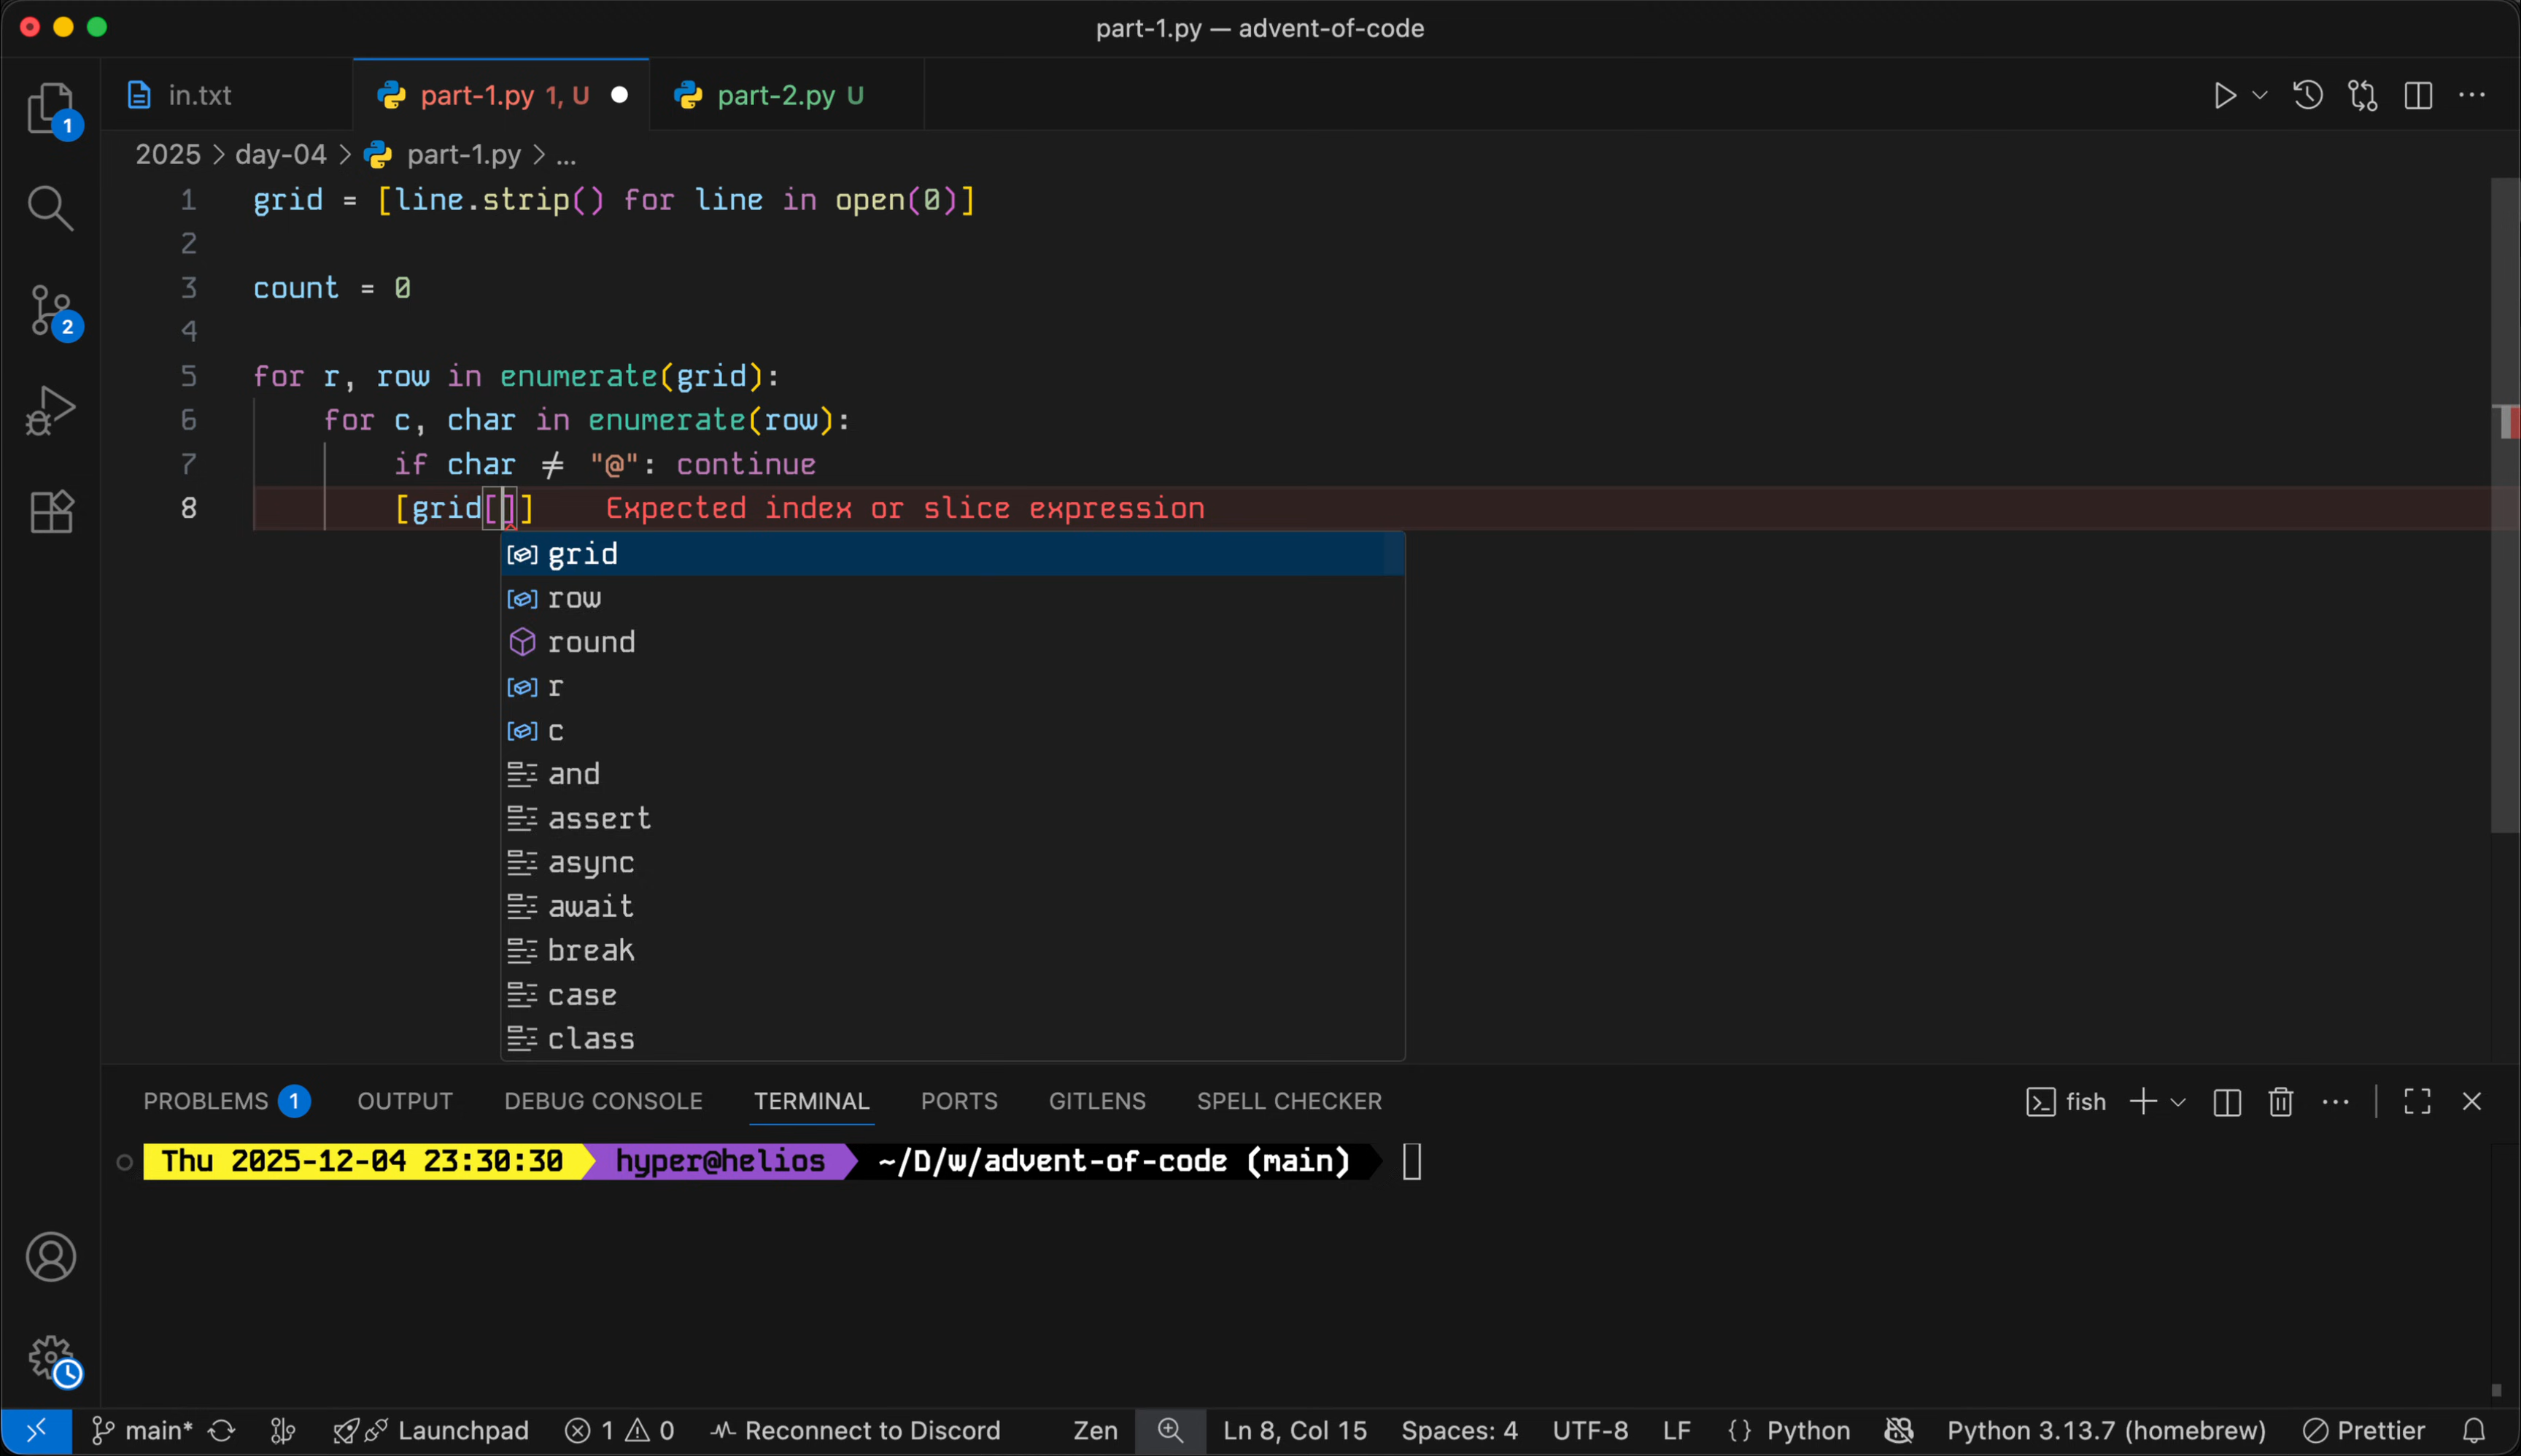 part-1.py — advent-of-code
in.txt
part-1.py 1, U
part-2.py U
1
2025 > day-04 > part-1.py > ...
1 grid = [line.strip() for line in open(0)]
2
2
3 count = 0
4
5 for r, row in enumerate(grid):
6 for c, char in enumerate(row):
7 if char ≠ "@": continue
8 [grid[]] Expected index or slice expression
grid
row
round
r
c
and
assert
async
await
break
case
class
PROBLEMS 1 OUTPUT DEBUG CONSOLE TERMINAL PORTS GITLENS SPELL CHECKER fish
Thu 2025-12-04 23:30:30 hyper@helios ~/D/w/advent-of-code (main)
main* Launchpad 1 0 Reconnect to Discord Zen Ln 8, Col 15 Spaces: 4 UTF-8 LF {} Python Python 3.13.7 (homebrew) Prettier